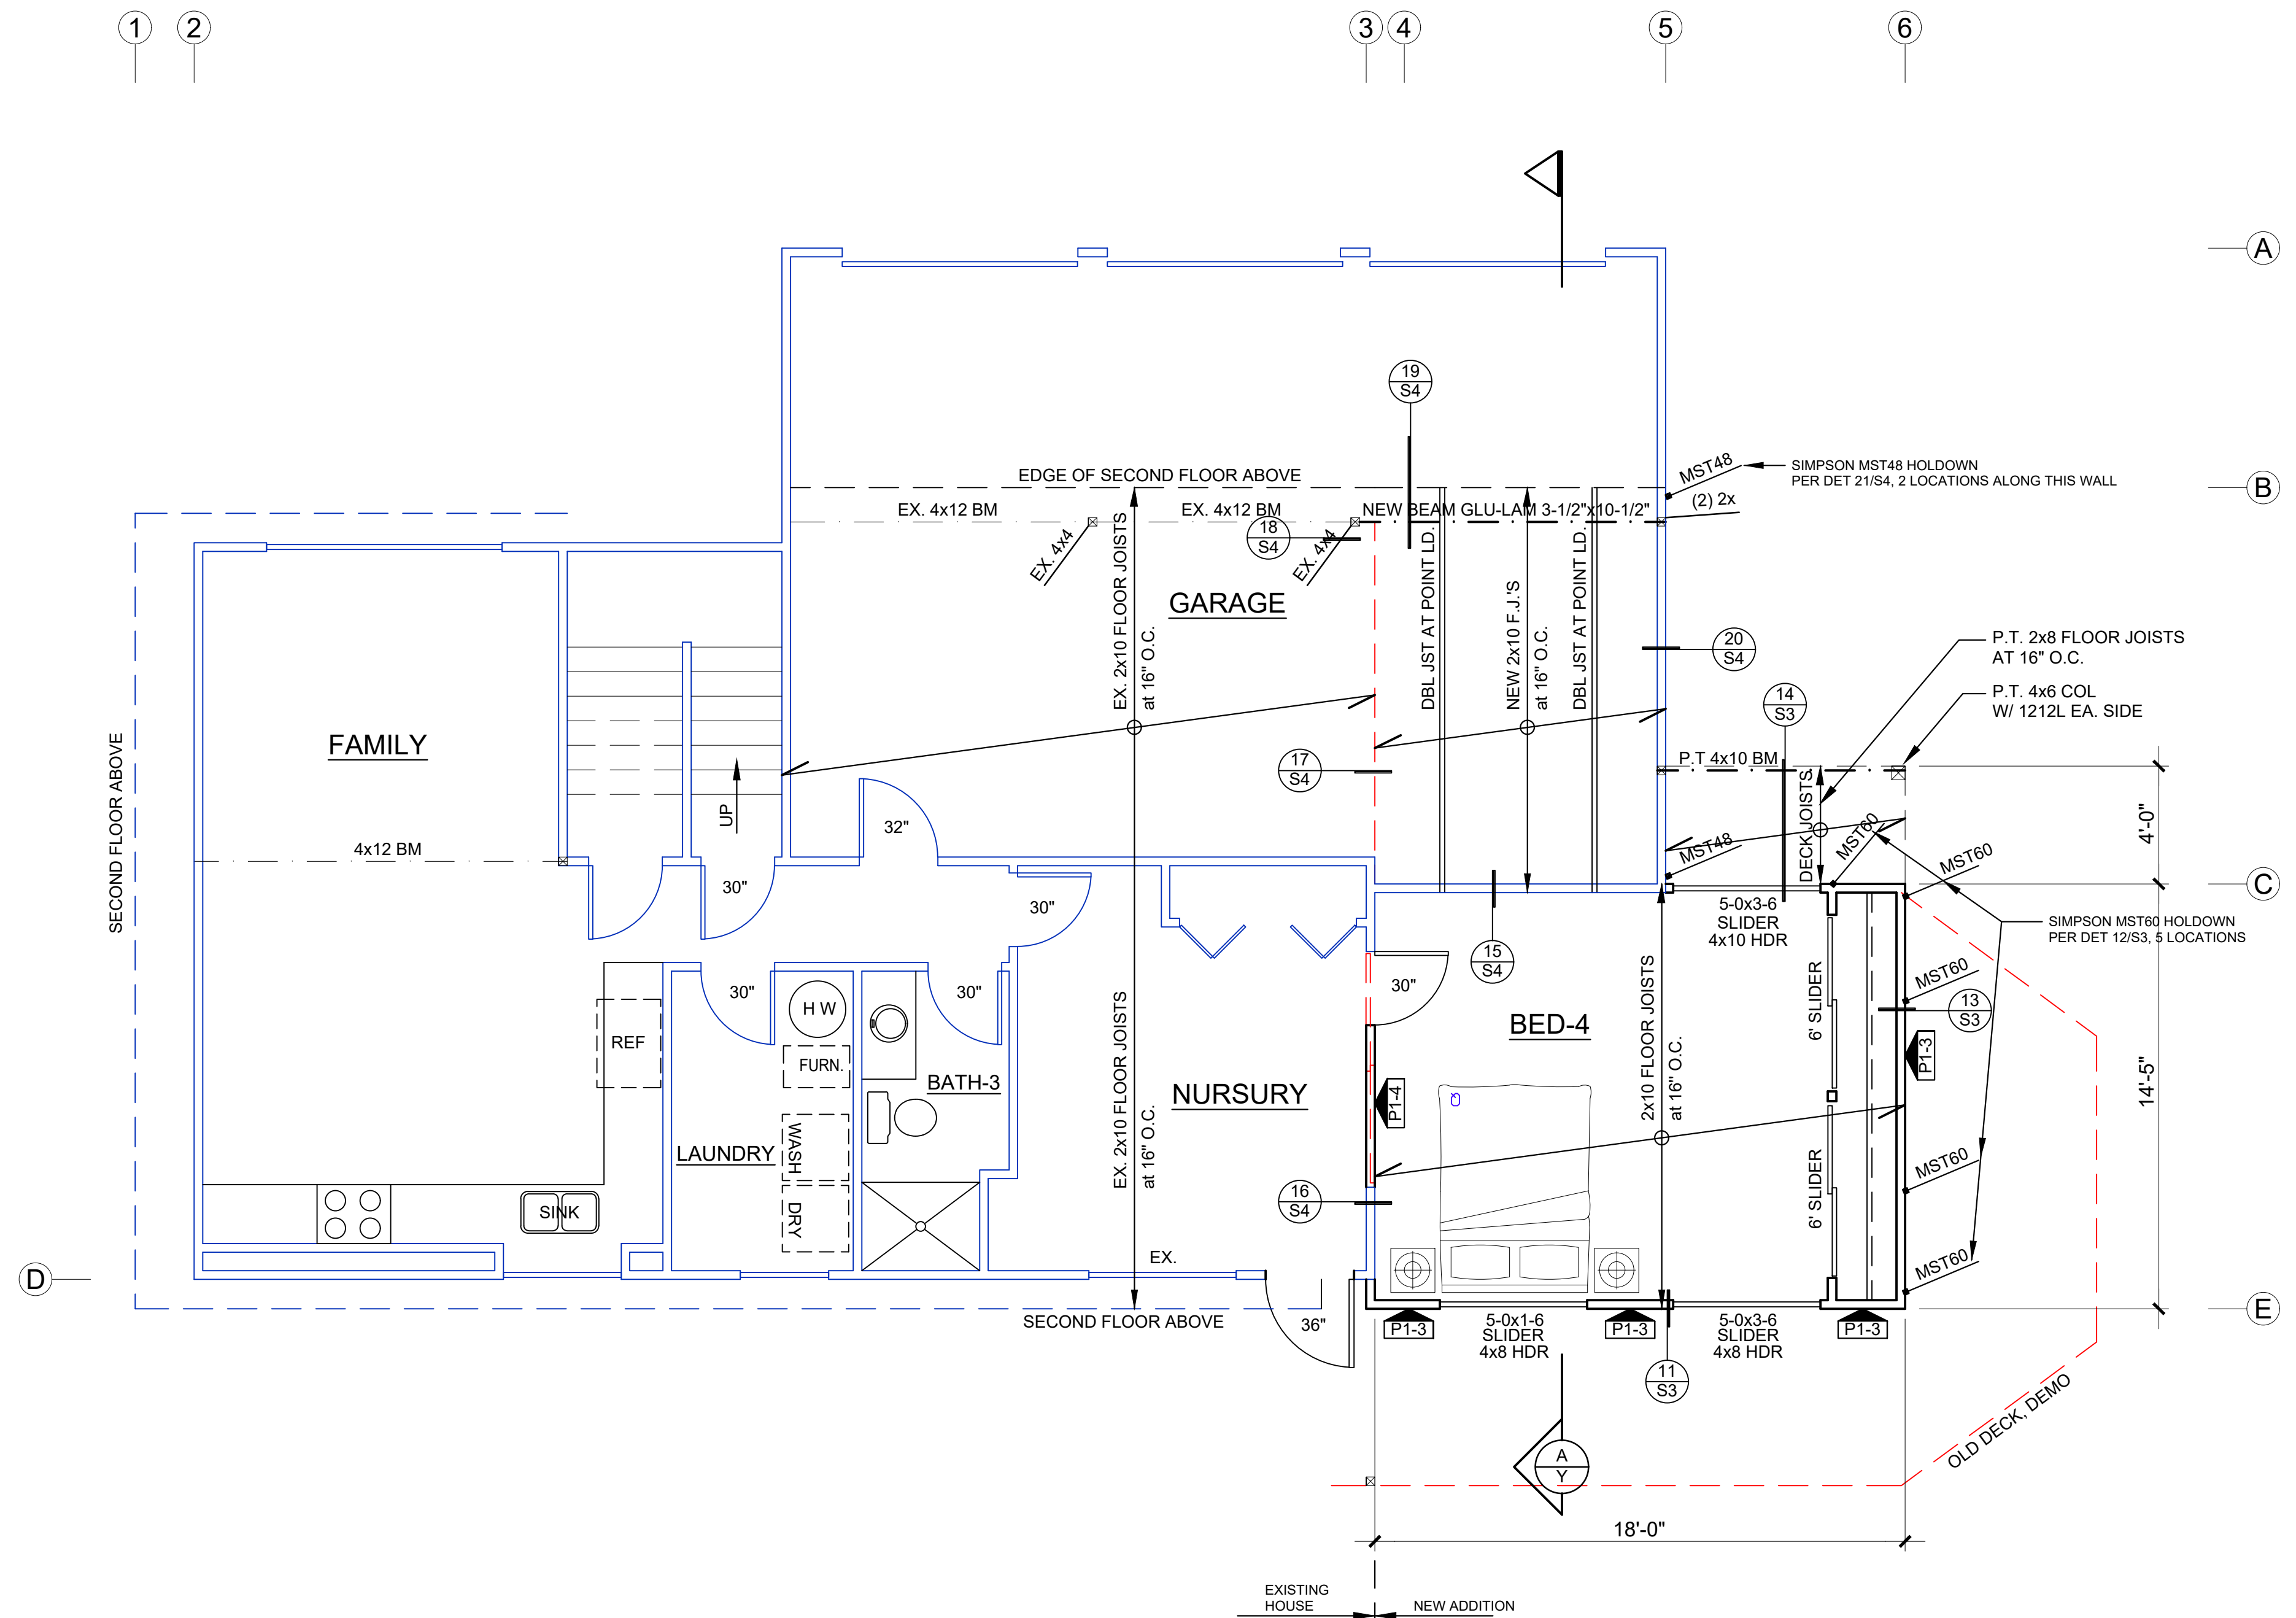 1
2
3
4
5
6
A
19
S4
EDGE OF SECOND FLOOR ABOVE
MST48
SIMPSON MST48 HOLDOWN
PER DET 21/S4, 2 LOCATIONS ALONG THIS WALL
B
(2) 2x
EX. 4x12 BM
EX. 4x12 BM
NEW BEAM GLU-LAM 3-1/2"x10-1/2"
18
S4
EX. 4x4
EX. 4x4
EX. 2x10 FLOOR JOISTS
at 16" O.C.
GARAGE
DBL JST AT POINT LD.
NEW 2x10 F.J.'S
at 16" O.C.
DBL JST AT POINT LD.
20
S4
P.T. 2x8 FLOOR JOISTS
AT 16" O.C.
14
S3
P.T. 4x6 COL
W/ 1212L EA. SIDE
FAMILY
SECOND FLOOR ABOVE
17
S4
P.T 4x10 BM
UP
32"
4x12 BM
DECK JOISTS
MST60
MST48
MST60
4'-0"
30"
30"
C
5-0x3-6
SLIDER
4x10 HDR
SIMPSON MST60 HOLDOWN
PER DET 12/S3, 5 LOCATIONS
15
S4
30"
30"
30"
H W
REF
FURN.
BATH-3
EX. 2x10 FLOOR JOISTS
at 16" O.C.
NURSURY
P1-4
BED-4
2x10 FLOOR JOISTS
at 16" O.C.
6' SLIDER
MST60
13
S3
P1-3
14'-5"
LAUNDRY
WASH
DRY
SINK
16
S4
6' SLIDER
MST60
MST60
D
EX.
E
SECOND FLOOR ABOVE
36"
P1-3
5-0x1-6
SLIDER
4x8 HDR
P1-3
5-0x3-6
SLIDER
4x8 HDR
P1-3
11
S3
OLD DECK, DEMO
A
Y
18'-0"
EXISTING
HOUSE
NEW ADDITION